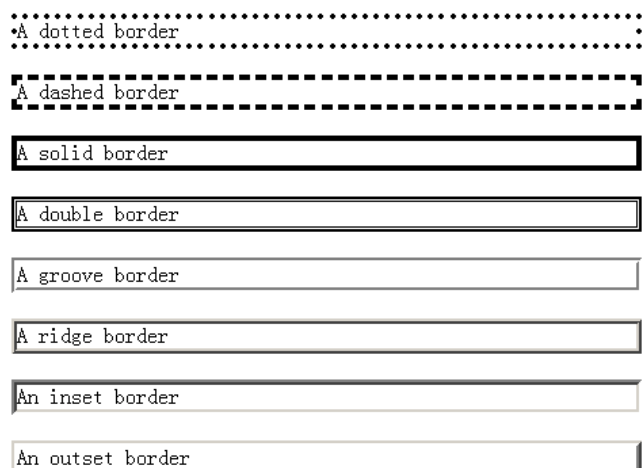 A dotted border
A dashed border
A solid border
A double border
A groove border
A ridge border
An inset border
An outset border